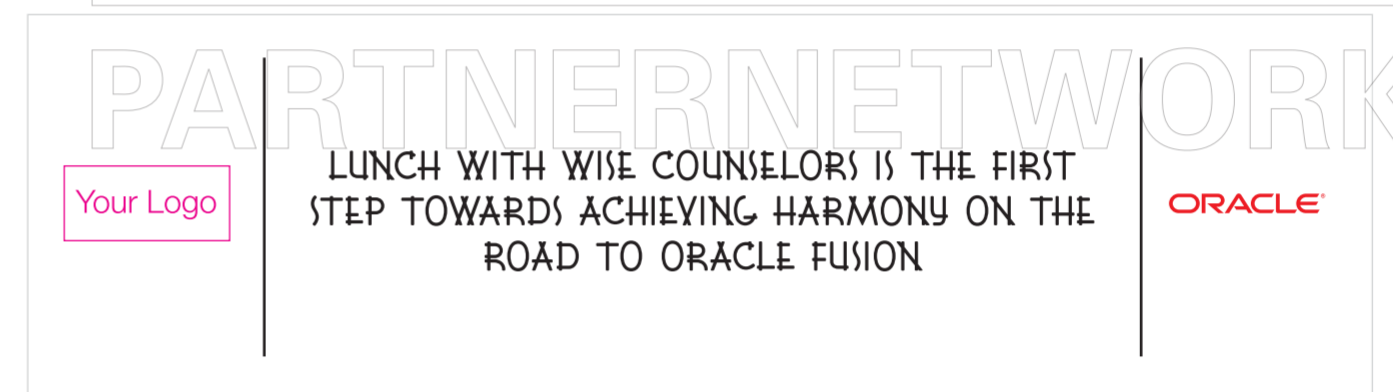 PARTNERNETWORK
Your Logo
LUNCH WITH WISE COUNSELORS IS THE FIRST
STEP TOWARDS ACHIEVING HARMONY ON THE
ROAD TO ORACLE FUSION
ORACLE®